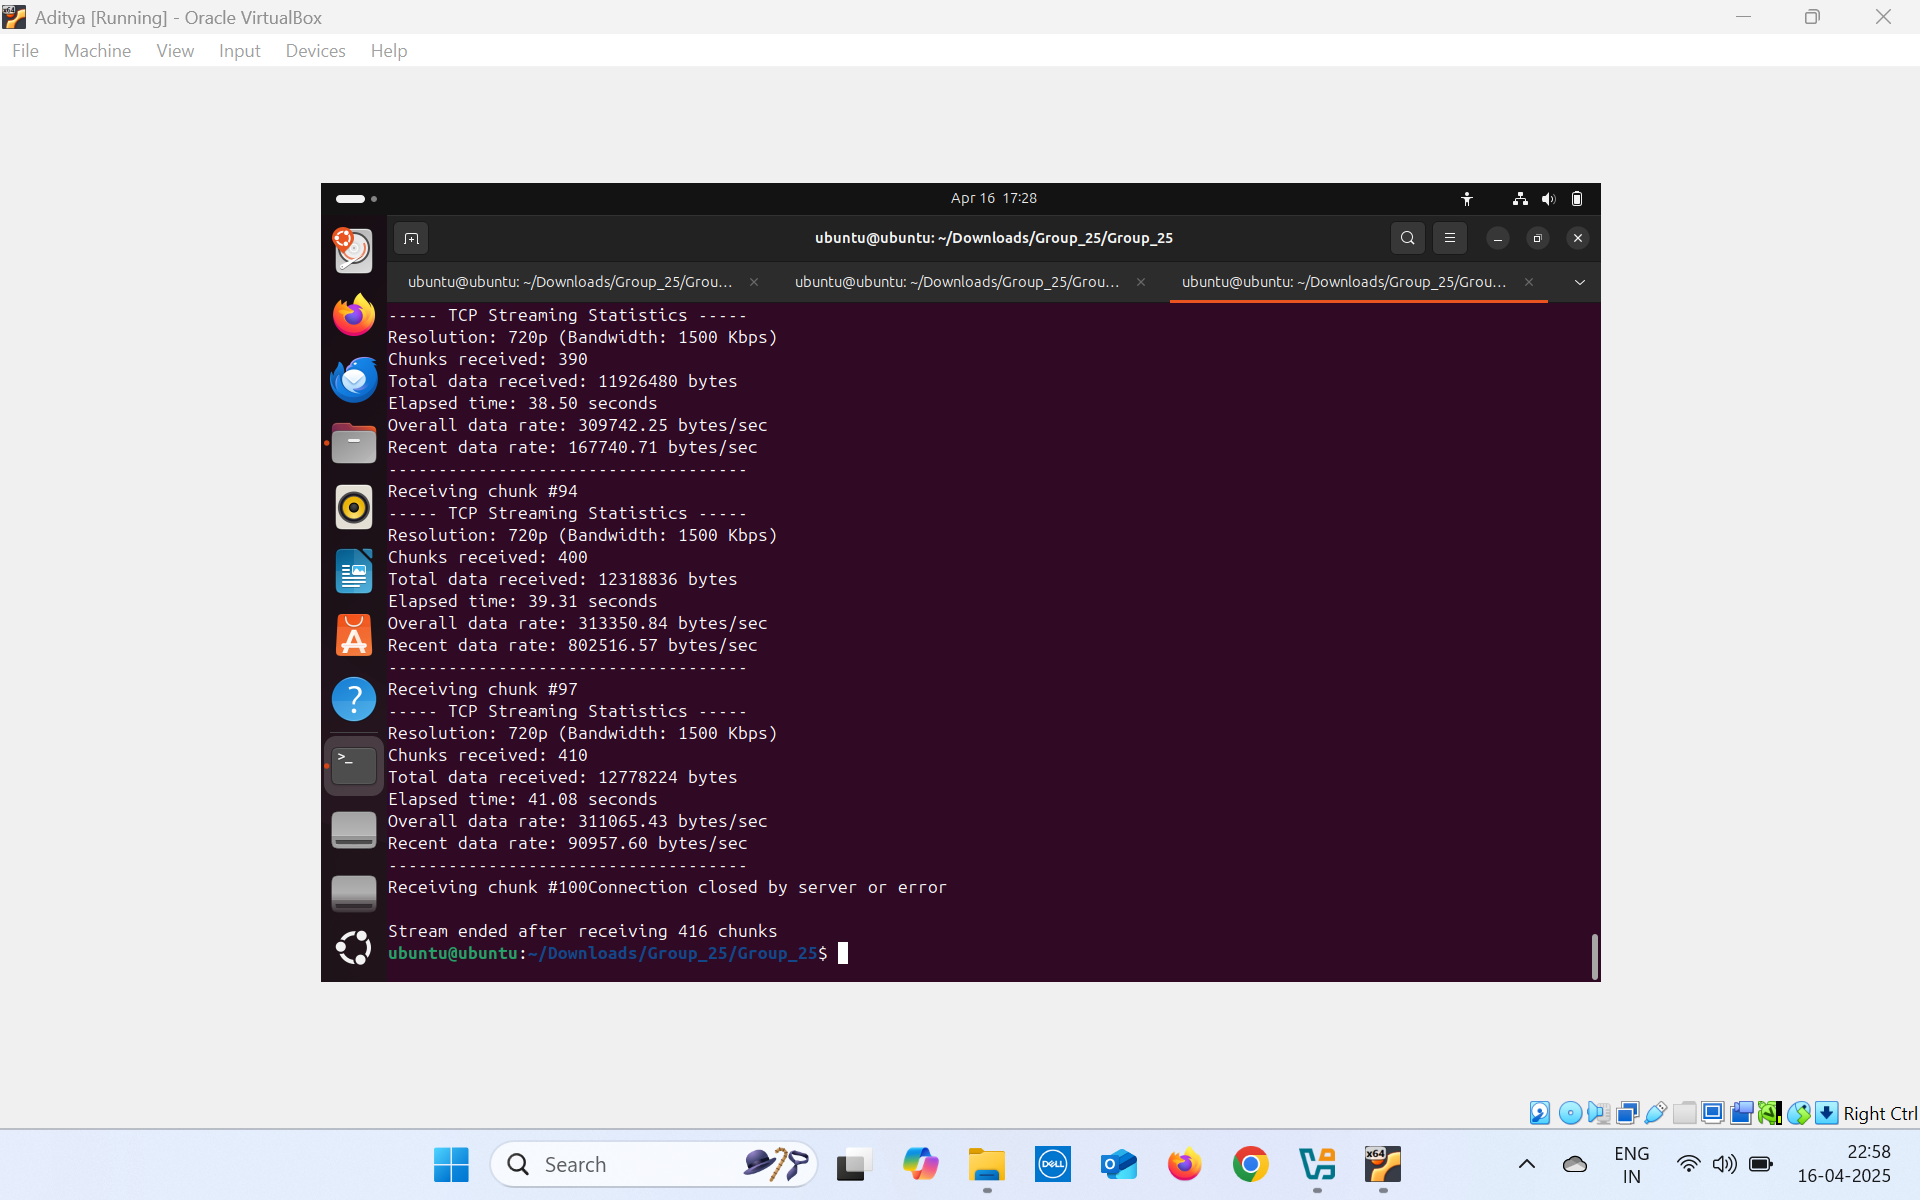 Aditya [Running] - Oracle VirtualBox
File Machine View Input Devices Help
Apr 16 17:28
ubuntu@ubuntu: ~/Downloads/Group_25/Group_25
ubuntu@ubuntu: ~/Downloads/Group_25/Grou... ubuntu@ubuntu: ~/Downloads/Group_25/Grou... ubuntu@ubuntu: ~/Downloads/Group_25/Grou...
----- TCP Streaming Statistics -----
Resolution: 720p (Bandwidth: 1500 Kbps)
Chunks received: 390
Total data received: 11926480 bytes
Elapsed time: 38.50 seconds
Overall data rate: 309742.25 bytes/sec
Recent data rate: 167740.71 bytes/sec
------------------------------------
Receiving chunk #94
----- TCP Streaming Statistics -----
Resolution: 720p (Bandwidth: 1500 Kbps)
Chunks received: 400
Total data received: 12318836 bytes
Elapsed time: 39.31 seconds
Overall data rate: 313350.84 bytes/sec
Recent data rate: 802516.57 bytes/sec
------------------------------------
Receiving chunk #97
----- TCP Streaming Statistics -----
Resolution: 720p (Bandwidth: 1500 Kbps)
Chunks received: 410
Total data received: 12778224 bytes
Elapsed time: 41.08 seconds
Overall data rate: 311065.43 bytes/sec
Recent data rate: 90957.60 bytes/sec
------------------------------------
Receiving chunk #100Connection closed by server or error
Stream ended after receiving 416 chunks
ubuntu@ubuntu:~/Downloads/Group_25/Group_25$
Right Ctrl
Search
DELL
x64
ENG
IN
22:58
16-04-2025